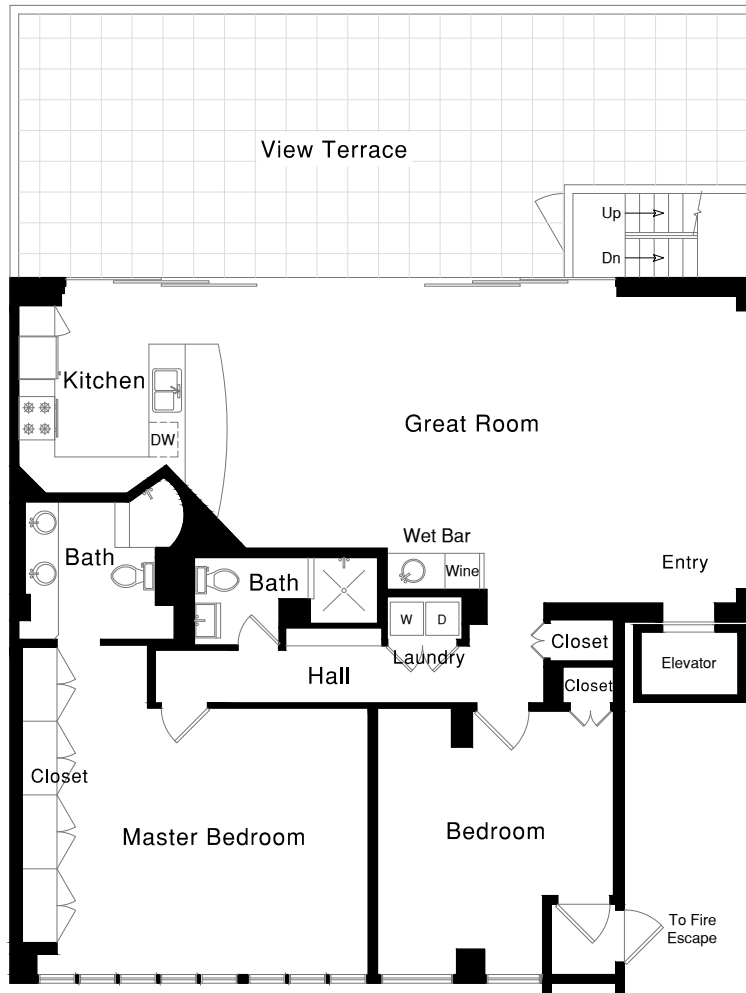 View Terrace
Up
Dn
Kitchen
DW
Great Room
Wet Bar
Wine
Entry
Bath
Bath
W
D
Laundry
Hall
Closet
Closet
Elevator
Closet
Master Bedroom
Bedroom
To Fire
Escape